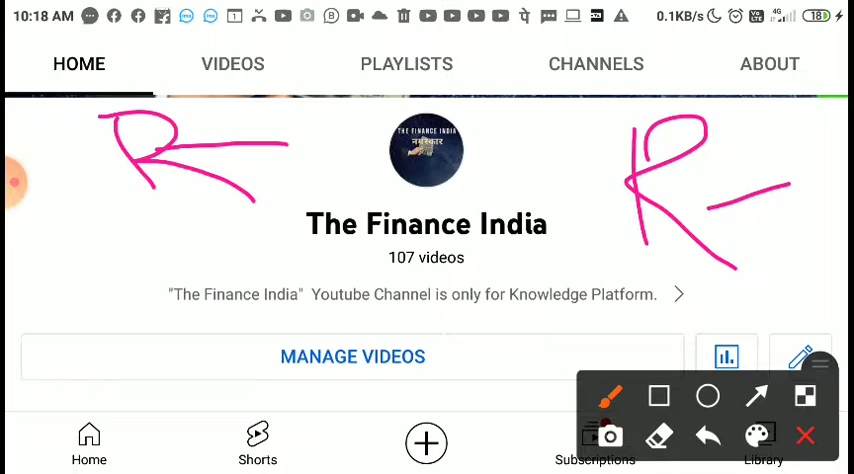 10:18 AM 0.1KB/s 4G 18
HOME VIDEOS PLAYLISTS CHANNELS ABOUT
R R
THE FINANCE INDIA
नमस्कार
The Finance India
107 videos
"The Finance India" Youtube Channel is only for Knowledge Platform.
MANAGE VIDEOS
Home Shorts Subscriptions Library